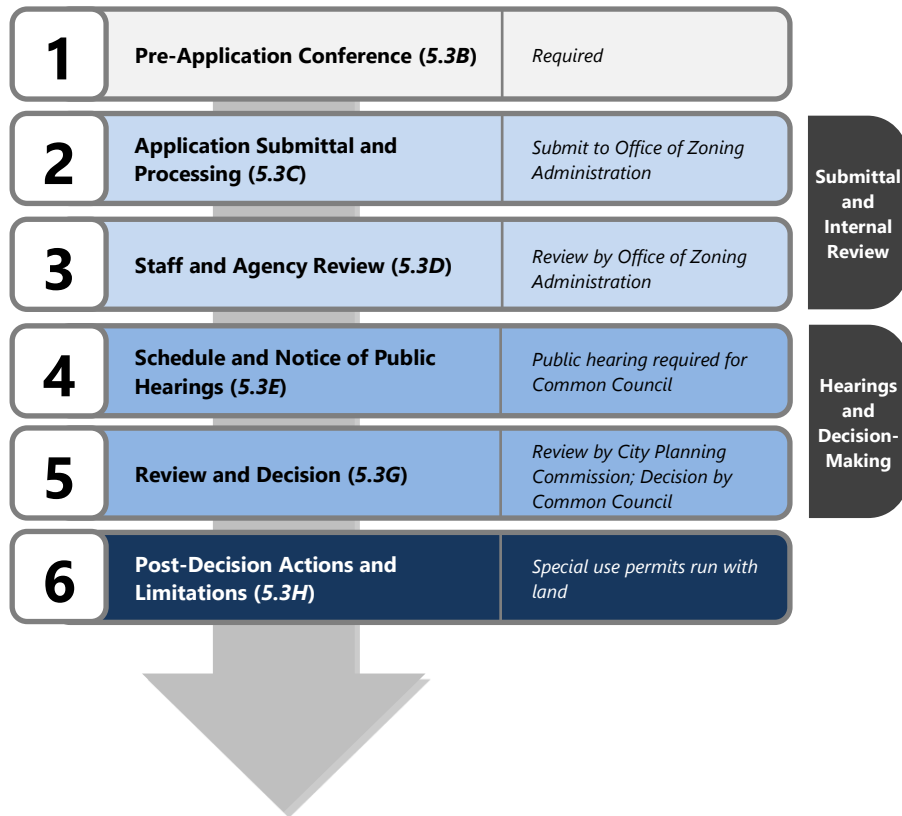 1
Pre-Application Conference (5.3B)
Required
2
Application Submittal and
Processing (5.3C)
Submit to Office of Zoning
Administration
3
Staff and Agency Review (5.3D)
Review by Office of Zoning
Administration
Submittal
and
Internal
Review
4
Schedule and Notice of Public
Hearings (5.3E)
Public hearing required for
Common Council
5
Review and Decision (5.3G)
Review by City Planning
Commission; Decision by
Common Council
Hearings
and
Decision-
Making
6
Post-Decision Actions and
Limitations (5.3H)
Special use permits run with
land